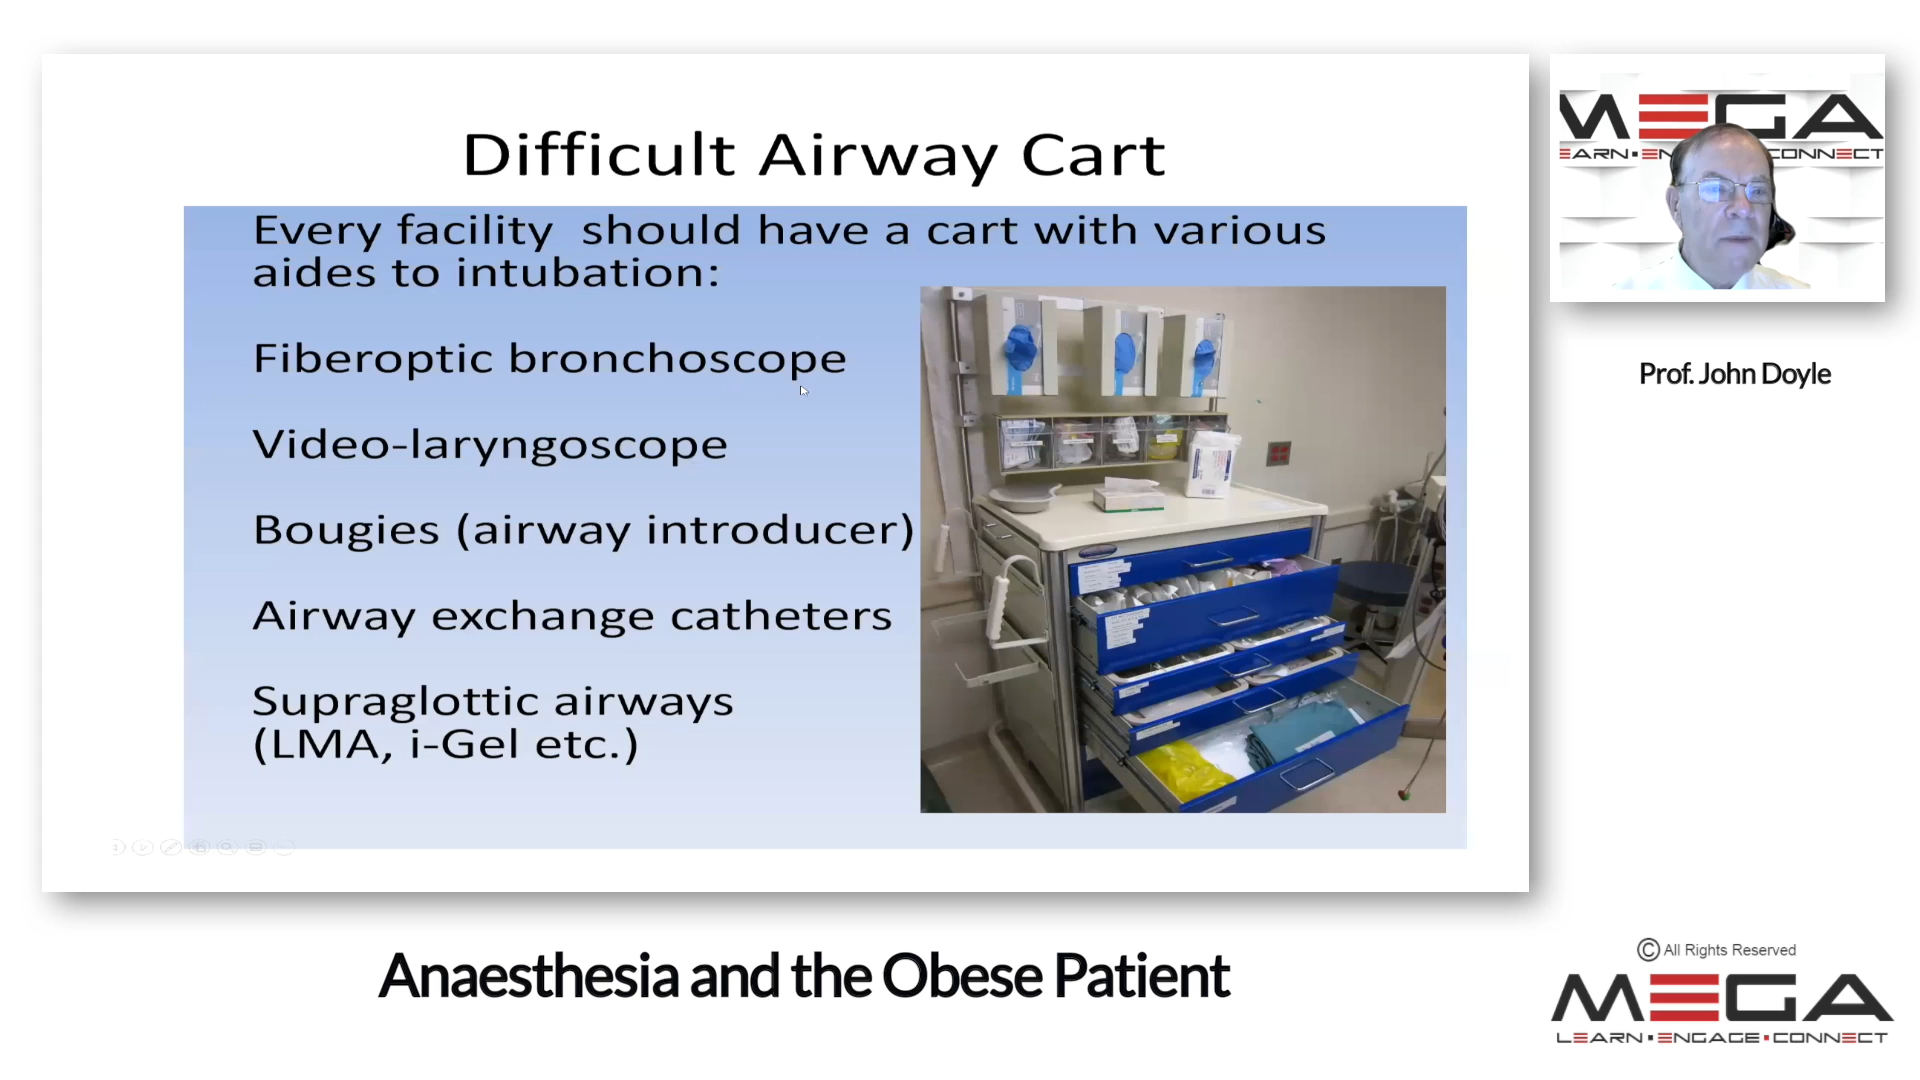 Difficult Airway Cart
Every facility should have a cart with various
aides to intubation:
Fiberoptic bronchoscope
Video-laryngoscope
Bougies (airway introducer)
Airway exchange catheters
Supraglottic airways
(LMA, i-Gel etc.)
MEGA
EARN▪EN CONNECT
Prof. John Doyle
Anaesthesia and the Obese Patient
© All Rights Reserved
MEGA
LEARN▪ENGAGE▪CONNECT